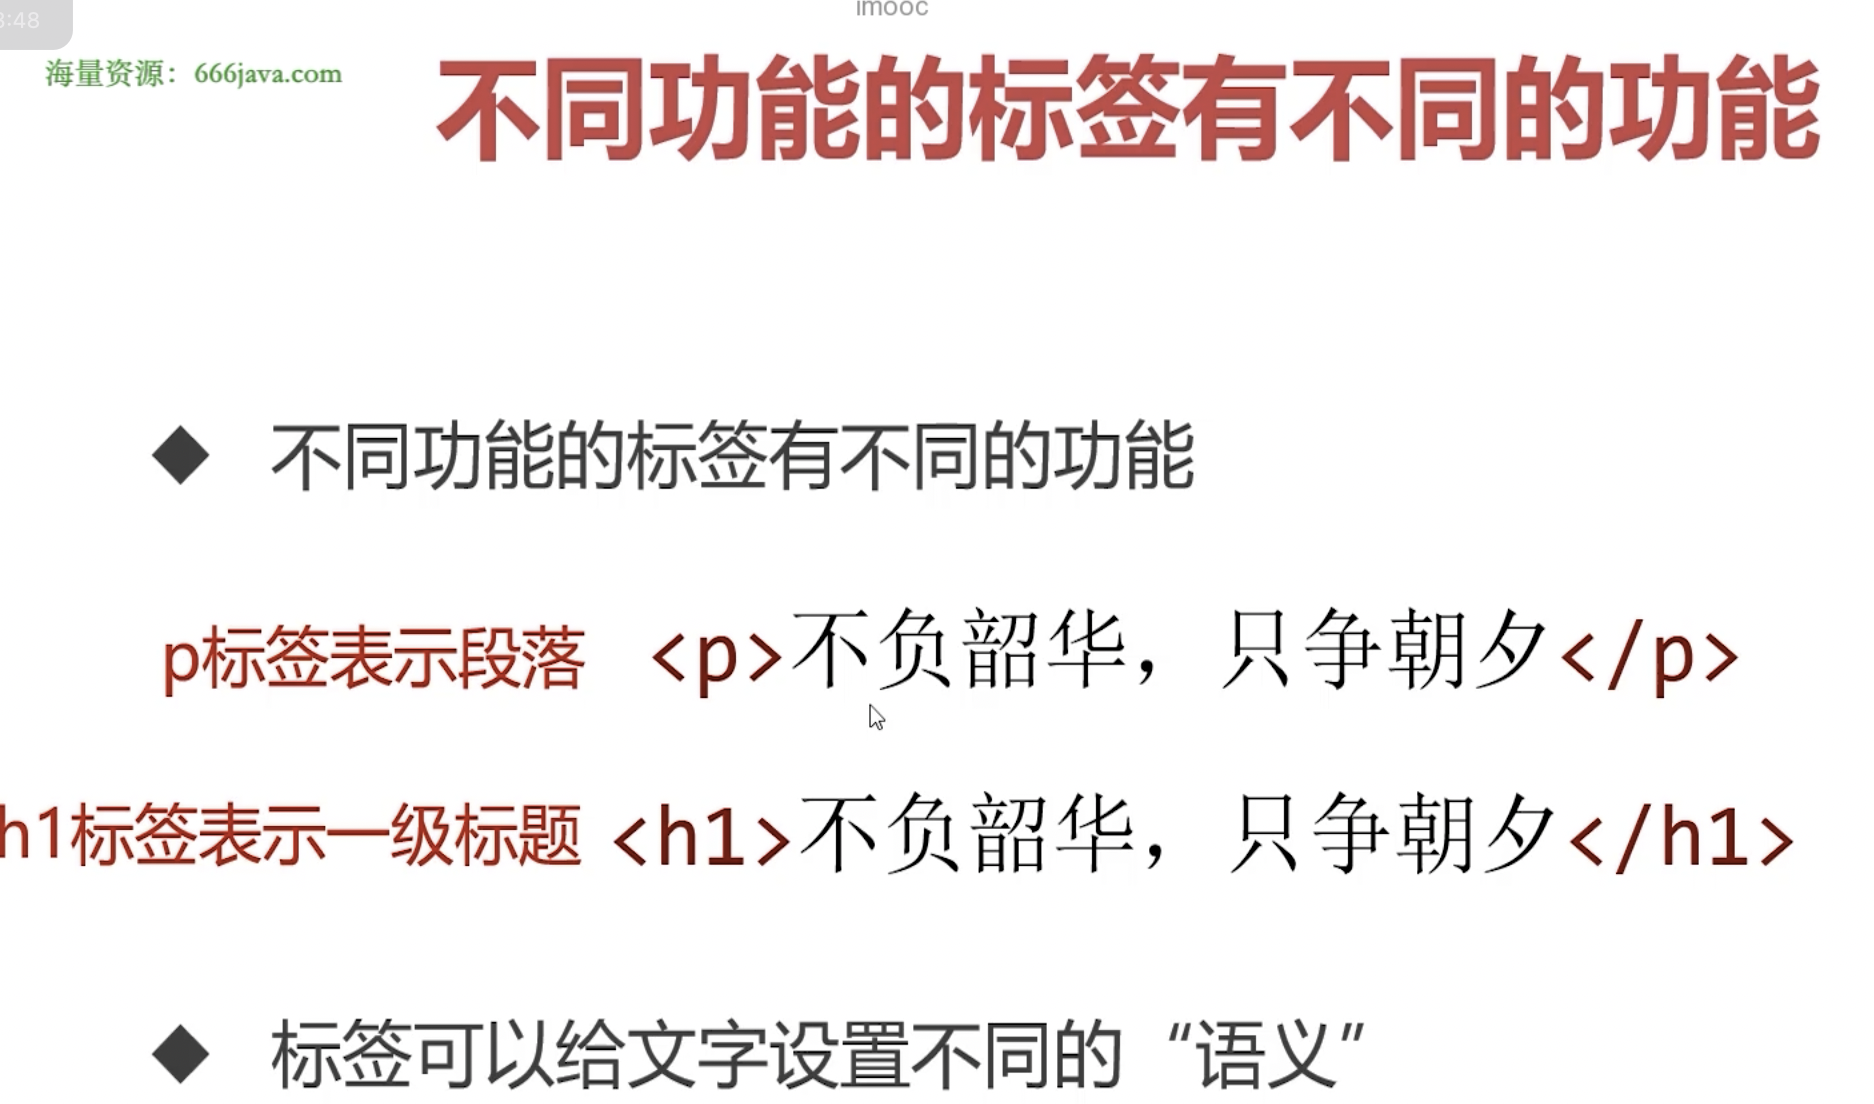 3:48
imooc
海量资源：666java.com
不同功能的标签有不同的功能
◆ 不同功能的标签有不同的功能
p标签表示段落 <p>不负韶华，只争朝夕</p>
h1标签表示一级标题 <h1>不负韶华，只争朝夕</h1>
◆ 标签可以给文字设置不同的“语义”